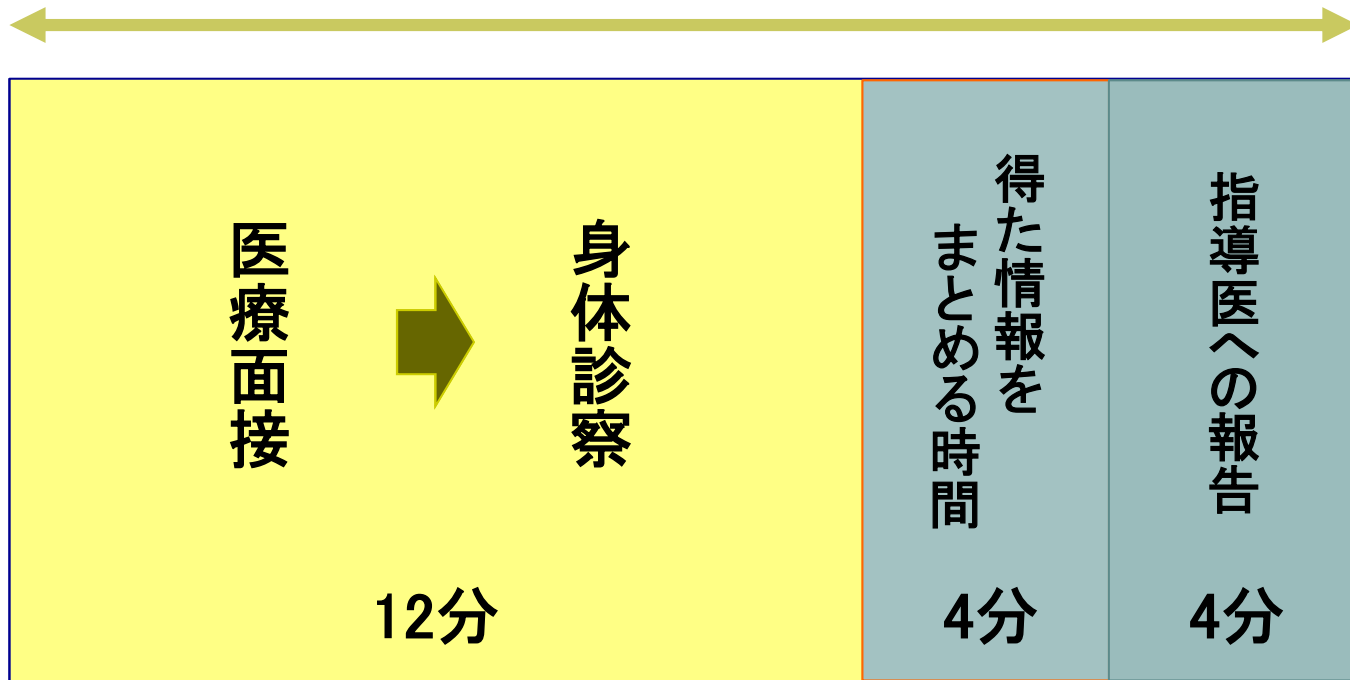 医療面接
身体診察
12分
得た情報を
まとめる時間
4分
指導医への報告
4分